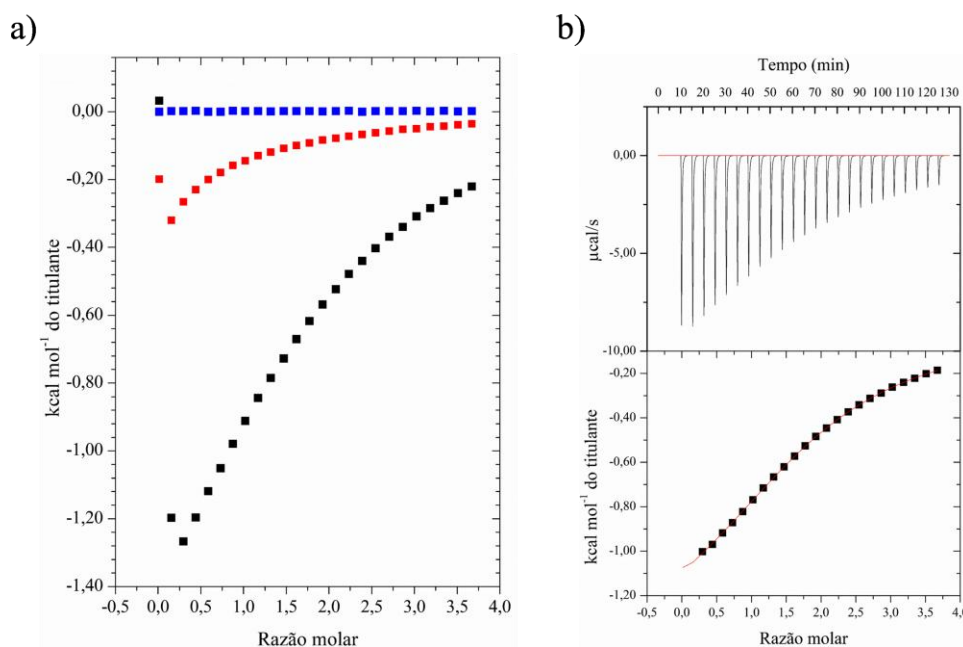 a)
0,00
-0,20
-0,40
-0,60
-0,80
-1,00
-1,20
-1,40
kcal mol⁻¹ do titulante
-0,5 0,0 0,5 1,0 1,5 2,0 2,5 3,0 3,5 4,0
Razão molar
b)
Tempo (min)
0 10 20 30 40 50 60 70 80 90 100 110 120 130
0,00
-5,00
-10,00
µcal/s
-0,20
-0,40
-0,60
-0,80
-1,00
-1,20
kcal mol⁻¹ do titulante
-0,5 0,0 0,5 1,0 1,5 2,0 2,5 3,0 3,5 4,0
Razão molar